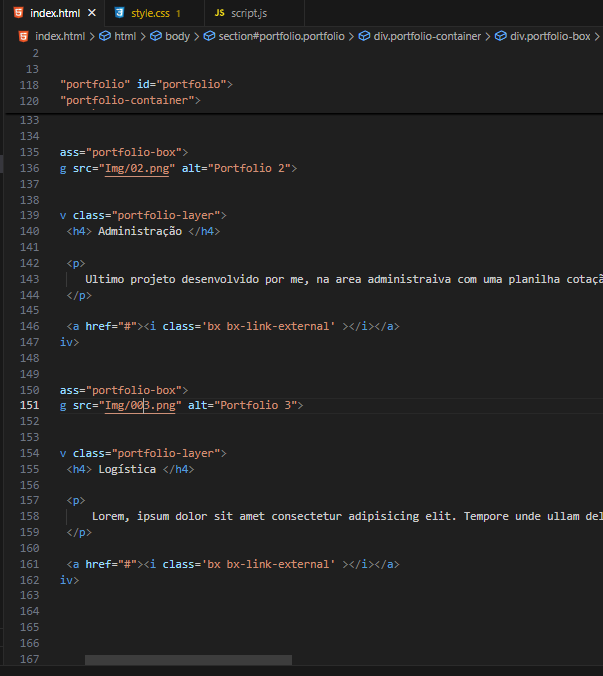 index.html
style.css 1
JS script.js
index.html > html > body > section#portfolio.portfolio > div.portfolio-container > div.portfolio-box >
2
13
118 "portfolio" id="portfolio">
120 "portfolio-container">
133
134
135 ass="portfolio-box">
136 g src="Img/02.png" alt="Portfolio 2">
137
138
139 v class="portfolio-layer">
140 <h4> Administração </h4>
141
142 <p>
143 Ultimo projeto desenvolvido por me, na area administraiva com uma planilha cotaçã
144 </p>
145
146 <a href="#"><i class='bx bx-link-external' ></i></a>
147 iv>
148
149
150 ass="portfolio-box">
151 g src="Img/003.png" alt="Portfolio 3">
152
153
154 v class="portfolio-layer">
155 <h4> Logística </h4>
156
157 <p>
158 Lorem, ipsum dolor sit amet consectetur adipisicing elit. Tempore unde ullam del
159 </p>
160
161 <a href="#"><i class='bx bx-link-external' ></i></a>
162 iv>
163
164
165
166
167